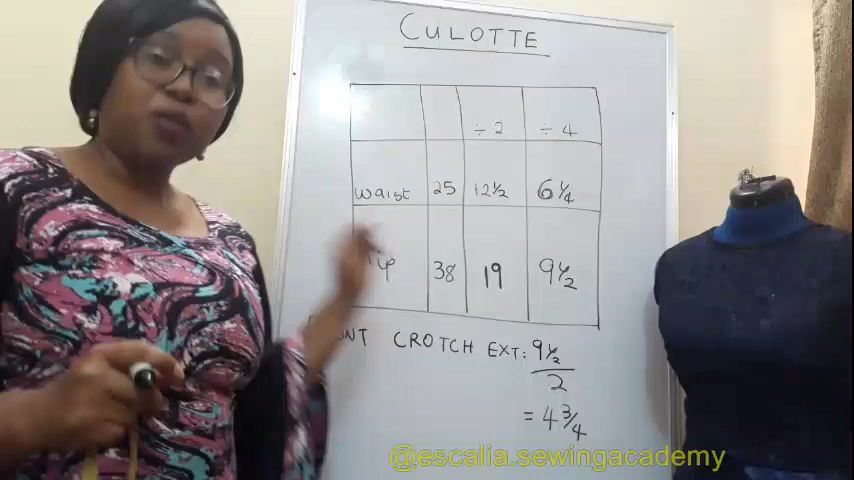 CULOTTE
÷ 2 ÷ 4
waist 25 12½ 6¼
38 19 9½
CROTCH EXT: 9½
2
= 4¾
@escalia.sewingacademy